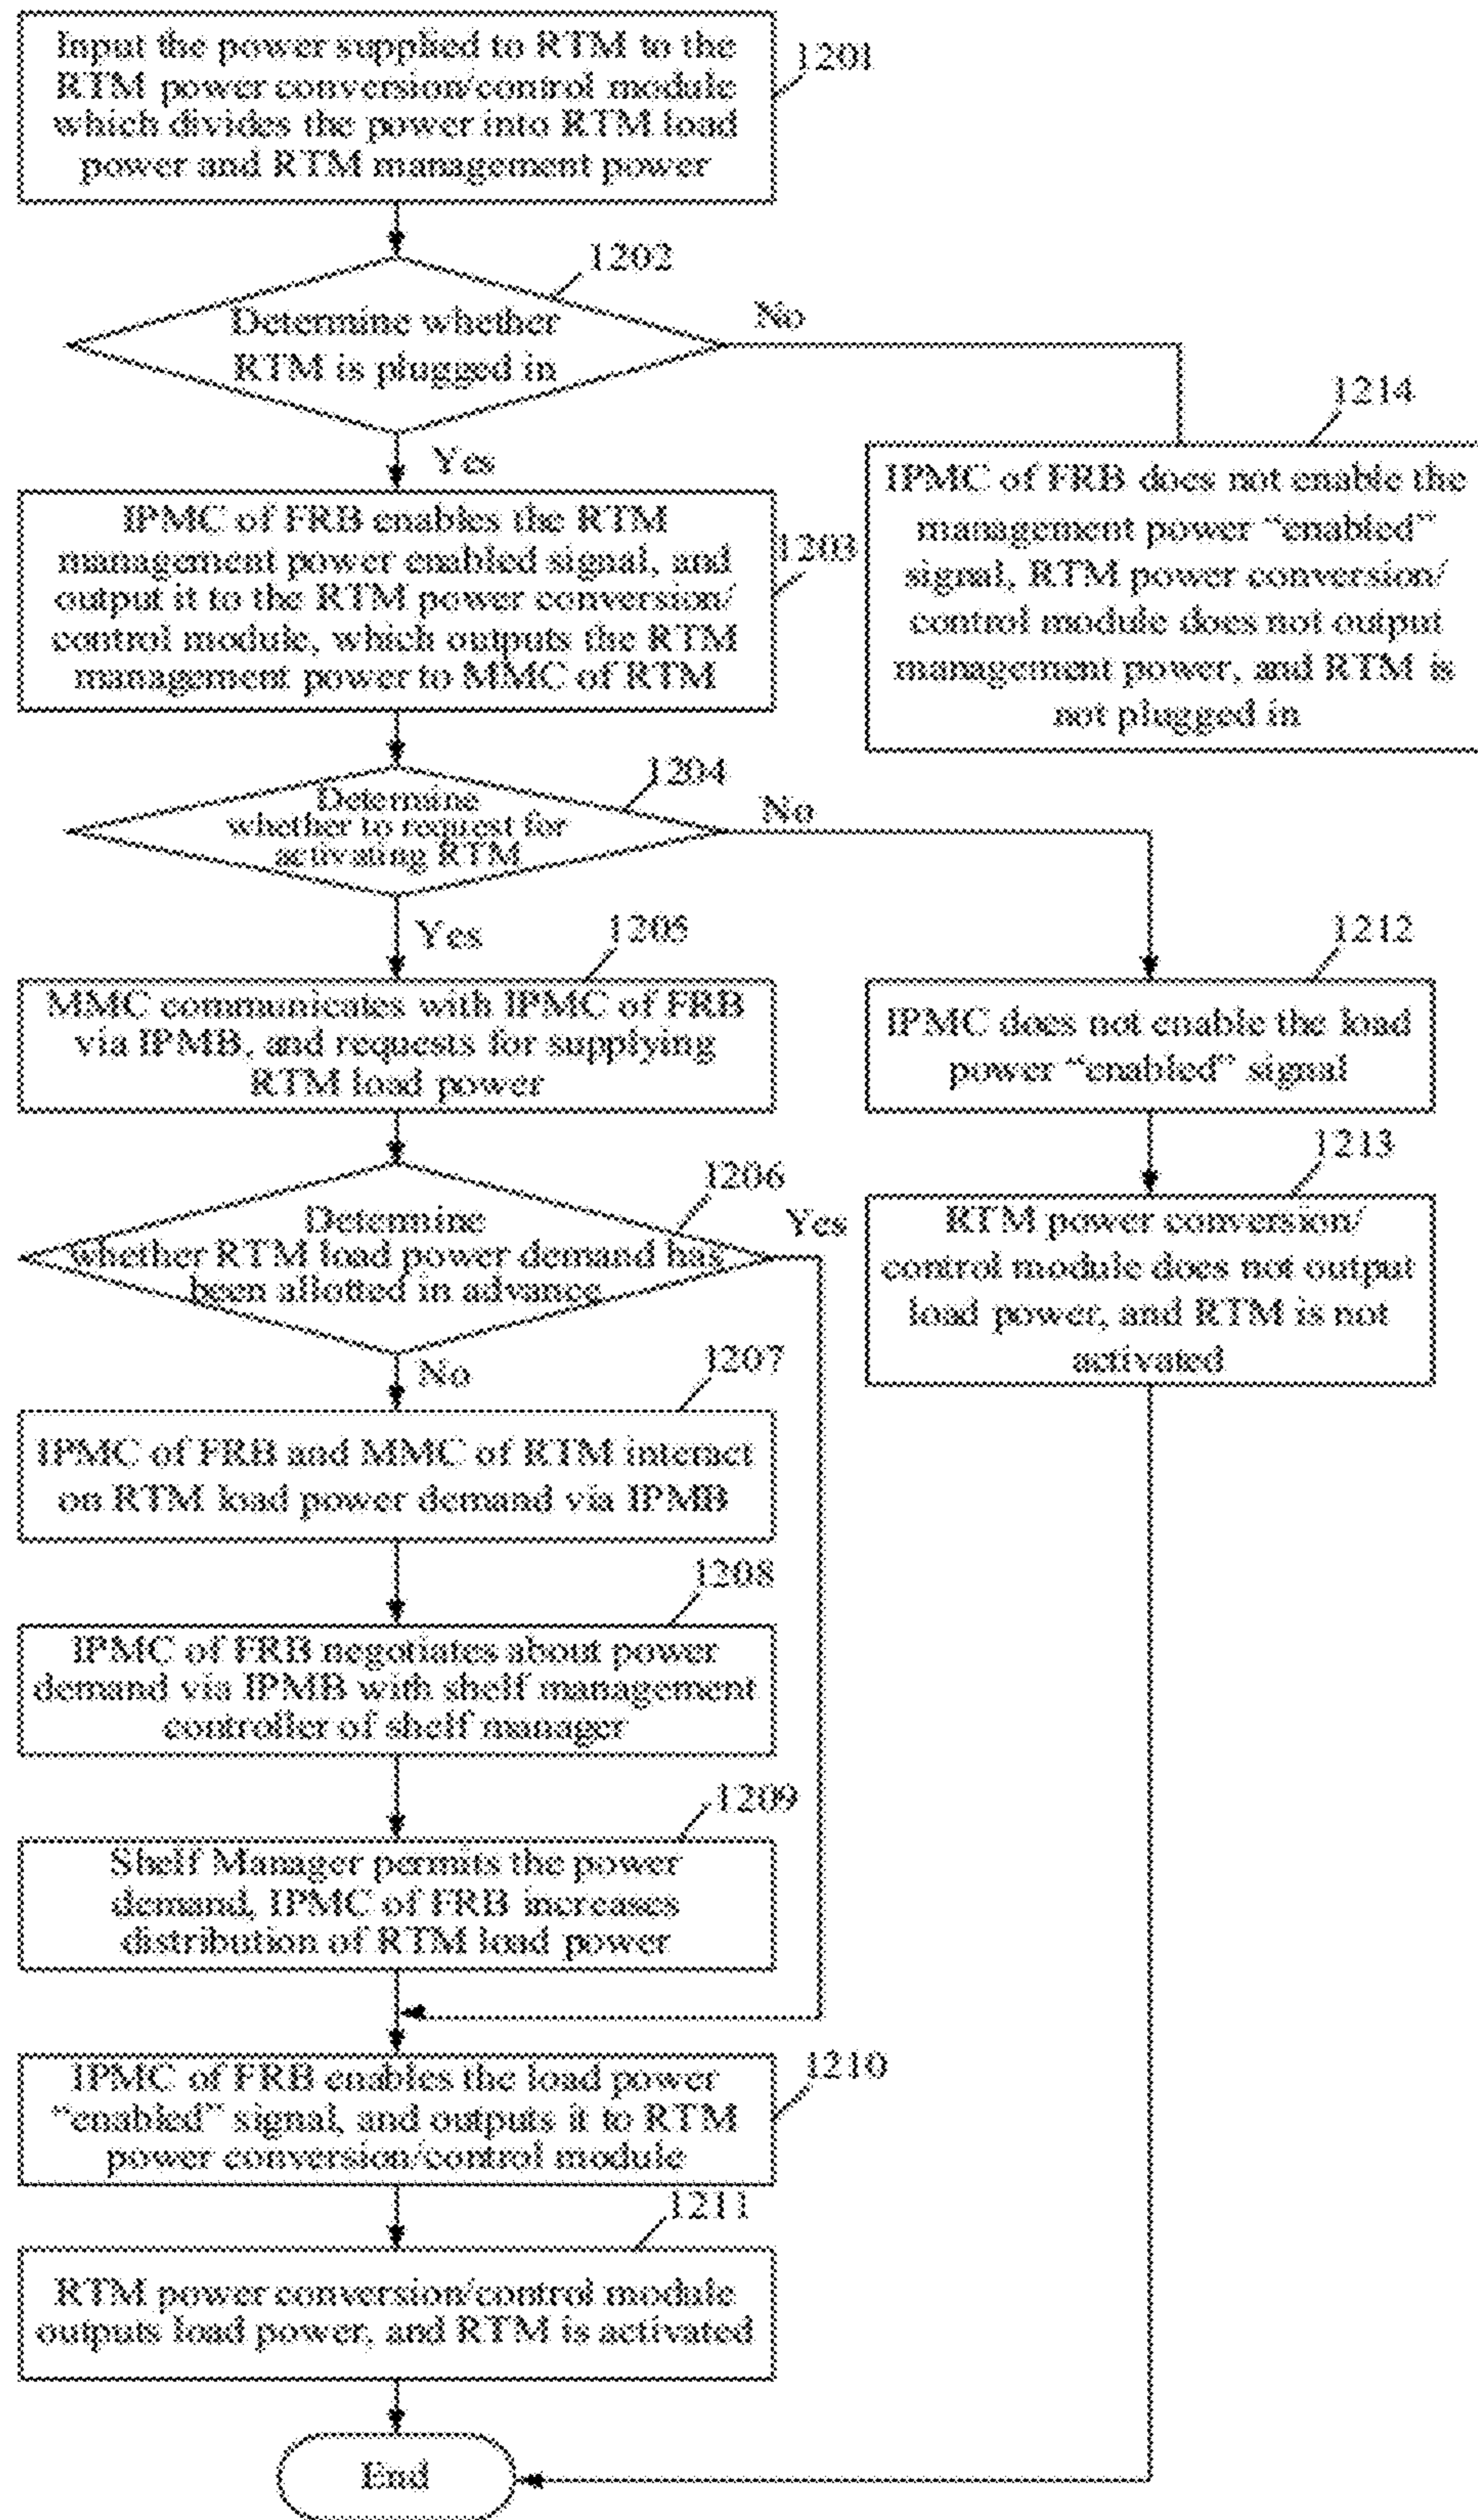 Input the power supplied to RTM to the
RTM power conversion/control module
which divides the power into RTM load
power and RTM management power
1201
1202
Determine whether
RTM is plugged in
No
Yes
1214
IPMC of FRB does not enable the
management power “enabled”
signal, RTM power conversion/
control module does not output
management power, and RTM is
not plugged in
IPMC of FRB enables the RTM
management power enabled signal, and
output it to the RTM power conversion/
control module, which outputs the RTM
management power to MMC of RTM
1203
1204
Determine
whether to request for
activating RTM
No
Yes
1205
MMC communicates with IPMC of FRB
via IPMB, and requests for supplying
RTM load power
1212
IPMC does not enable the load
power “enabled” signal
1206
Determine
whether RTM load power demand has
been allotted in advance
Yes
No
1213
RTM power conversion/
control module does not output
load power, and RTM is not
activated
1207
IPMC of FRB and MMC of RTM interact
on RTM load power demand via IPMB
1208
IPMC of FRB negotiates about power
demand via IPMB with shelf management
controller of shelf manager
1209
Shelf Manager permits the power
demand, IPMC of FRB increases
distribution of RTM load power
1210
IPMC of FRB enables the load power
“enabled” signal, and outputs it to RTM
power conversion/control module
1211
RTM power conversion/control module
outputs load power, and RTM is activated
End